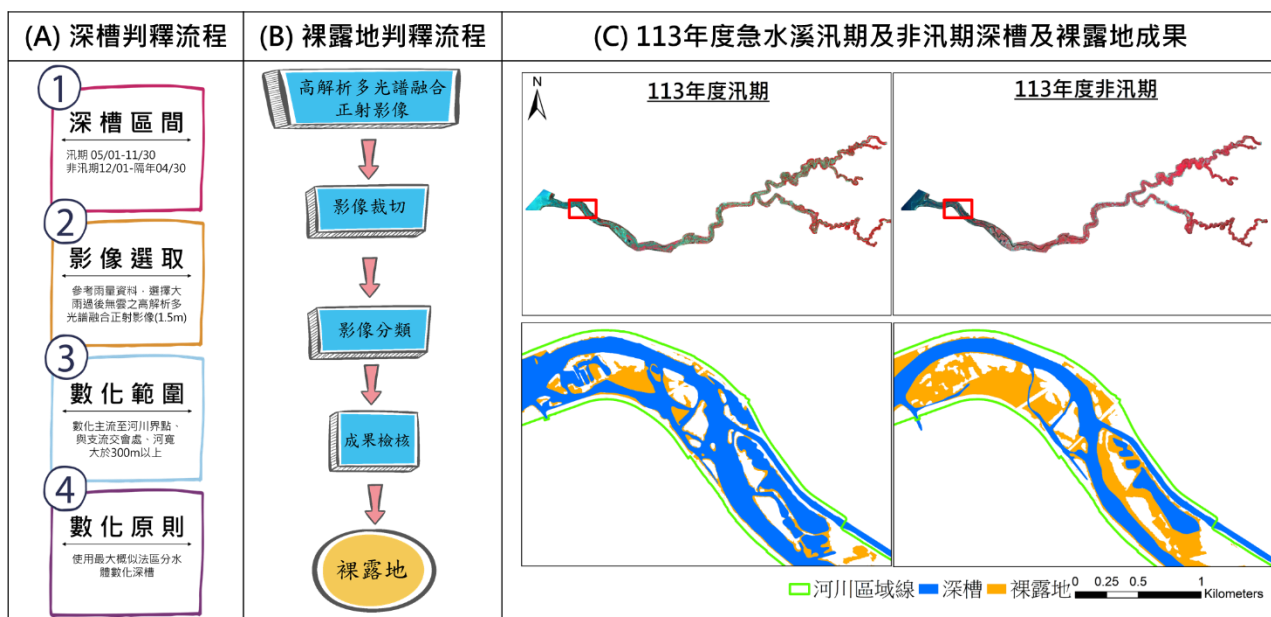 (A) 深槽判釋流程
1
深槽區間
汛期 05/01-11/30
非汛期12/01-隔年04/30
2
影像選取
參考雨量資料，選擇大
雨過後無雲之高解析多
光譜融合正射影像(1.5m)
3
數化範圍
數化主流至河川界點、
與支流交會處、河寬
大於300m以上
4
數化原則
使用最大概似法區分水
體數化深槽
(B) 裸露地判釋流程
高解析多光譜融合
正射影像
影像裁切
影像分類
成果檢核
裸露地
(C) 113年度急水溪汛期及非汛期深槽及裸露地成果
N
113年度汛期
113年度非汛期
河川區域線 深槽 裸露地
0 0.25 0.5 1
Kilometers